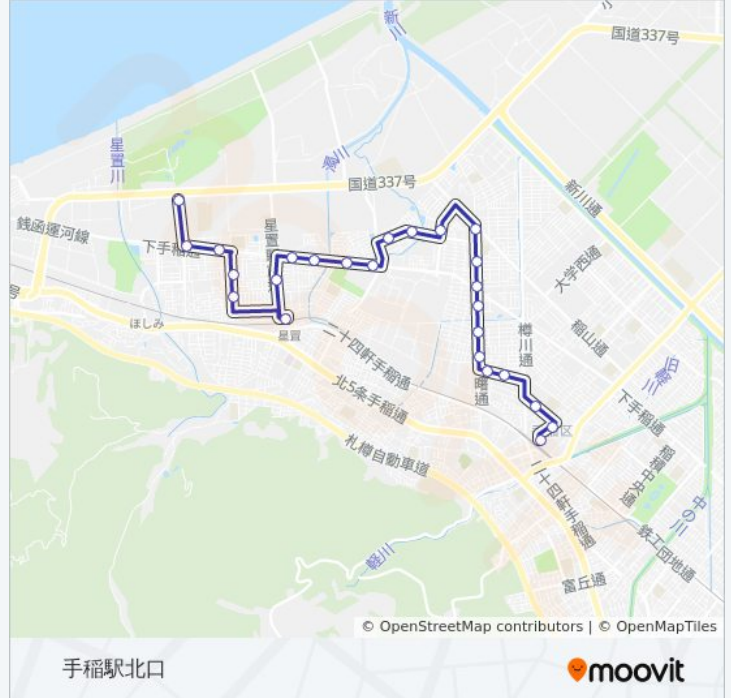 新川
国道337号
星置川
濁川
国道337号
新川通
銭函運河線
下手稲通
大学西通
号
ほしみ
星置
二十四軒手稲通
樽川通
稲山通
北5条手稲通
曙通
下手稲通
札樽自動車道
稲積中央通
中の川
二十四軒手稲通
鉄工団地通
軽川
富丘通
© OpenStreetMap contributors | © OpenMapTiles
手稲駅北口
moovit